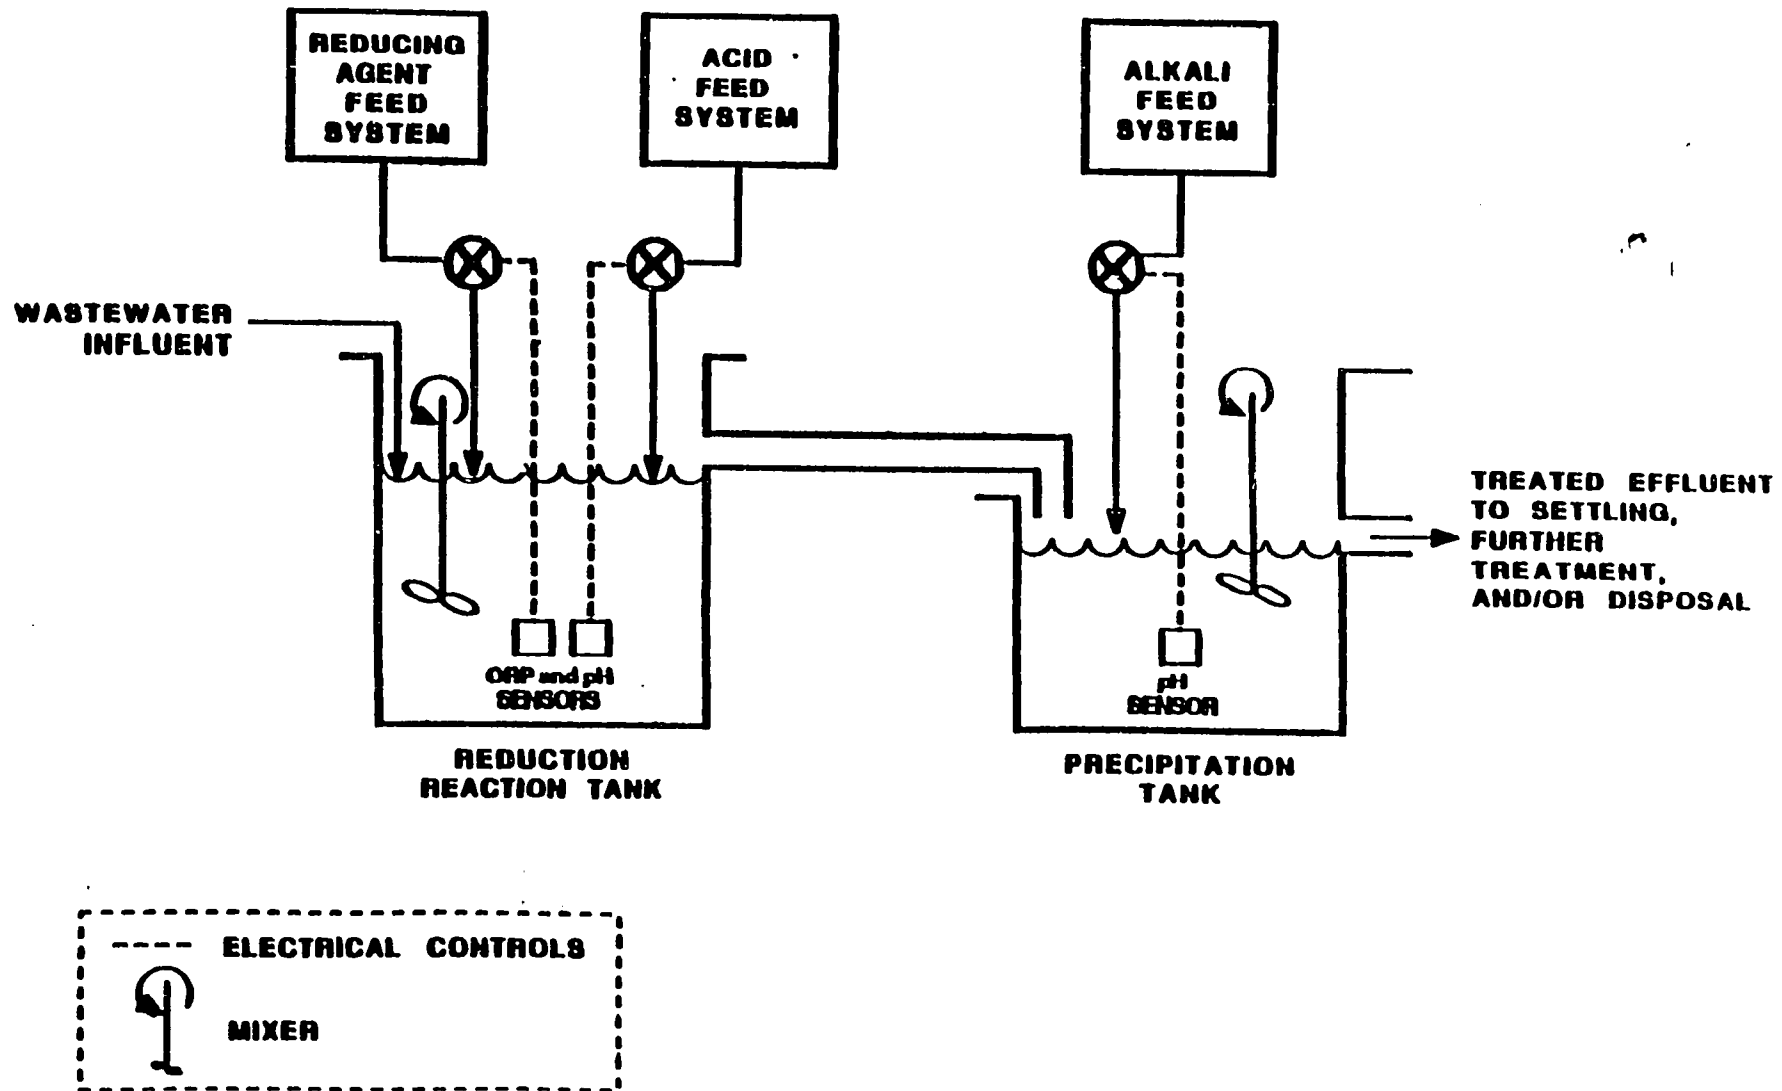 REDUCING
AGENT
FEED
SYSTEM
ACID
FEED
SYSTEM
ALKALI
FEED
SYSTEM
WASTEWATER
INFLUENT
ORP and pH
SENSORS
pH
SENSOR
TREATED EFFLUENT
TO SETTLING,
FURTHER
TREATMENT,
AND/OR DISPOSAL
REDUCTION
REACTION TANK
PRECIPITATION
TANK
ELECTRICAL CONTROLS
MIXER